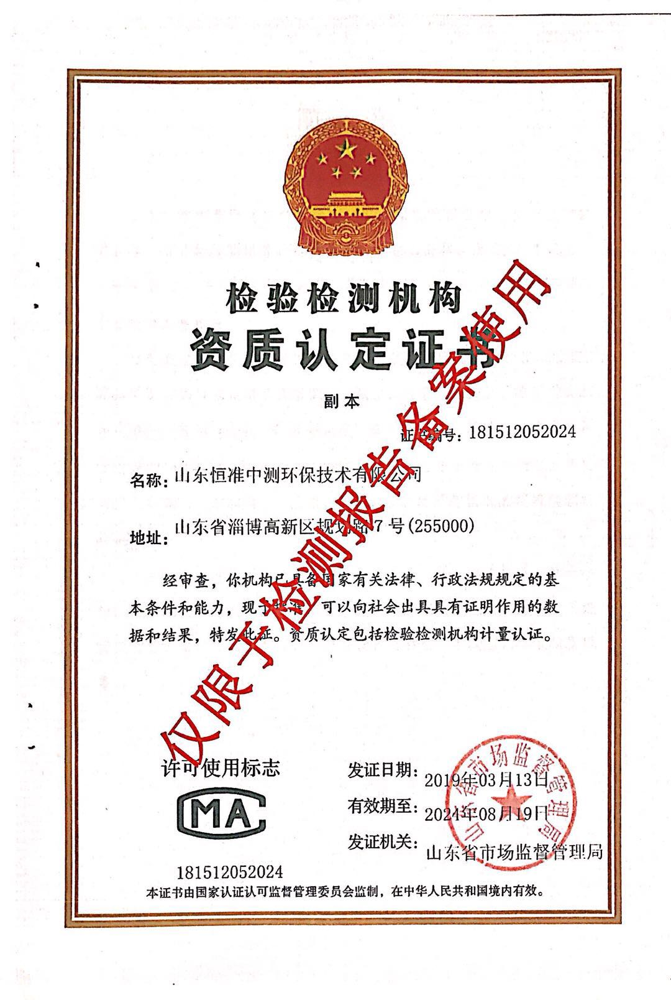 检验检测机构
资质认定证书
副本
证书编号：181512052024
名称：山东恒准中测环保技术有限公司
地址：山东省淄博高新区规划路7号(255000)
经审查，你机构已具备国家有关法律、行政法规规定的基
本条件和能力，现予批准，可以向社会出具具有证明作用的数
据和结果，特发此证。资质认定包括检验检测机构计量认证。
仅限于检测报告备案使用
许可使用标志
MA
181512052024
发证日期：2019年03月13日
有效期至：2024年08月19日
发证机关：山东省市场监督管理局
山东省市场监督管理局
本证书由国家认证认可监督管理委员会监制，在中华人民共和国境内有效。